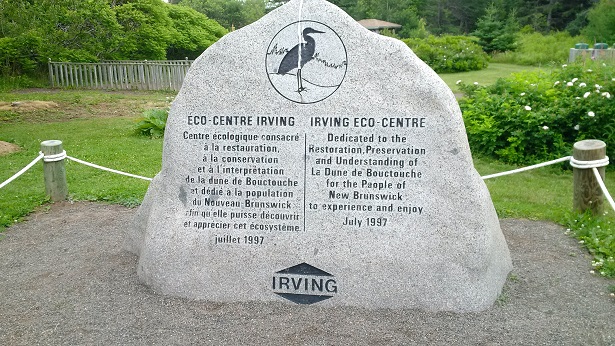 ÉCO-CENTRE IRVING
Centre écologique consacré
à la restauration,
à la conservation
et à l'interprétation
de la dune de Bouctouche
et dédié à la population
du Nouveau-Brunswick
afin qu'elle puisse découvrir
et apprécier cet écosystème.
juillet 1997
IRVING ECO-CENTRE
Dedicated to the
Restoration, Preservation
and Understanding of
La Dune de Bouctouche
for the People of
New Brunswick
to experience and enjoy
July 1997
IRVING